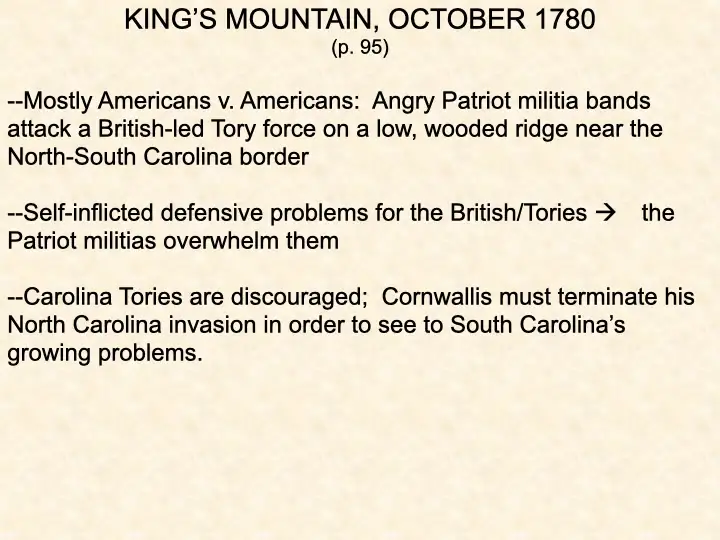 KING’S MOUNTAIN, OCTOBER 1780
(p. 95)
--Mostly Americans v. Americans:  Angry Patriot militia bands
attack a British-led Tory force on a low, wooded ridge near the
North-South Carolina border
--Self-inflicted defensive problems for the British/Tories →   the
Patriot militias overwhelm them
--Carolina Tories are discouraged;  Cornwallis must terminate his
North Carolina invasion in order to see to South Carolina’s
growing problems.